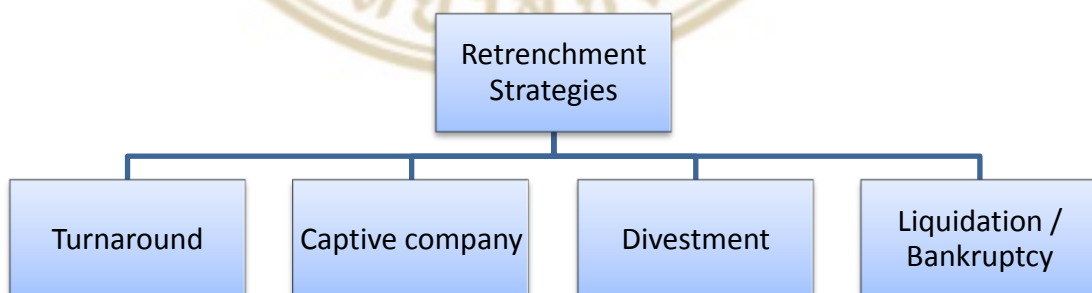 Retrenchment
Strategies
Turnaround
Captive company
Divestment
Liquidation /
Bankruptcy